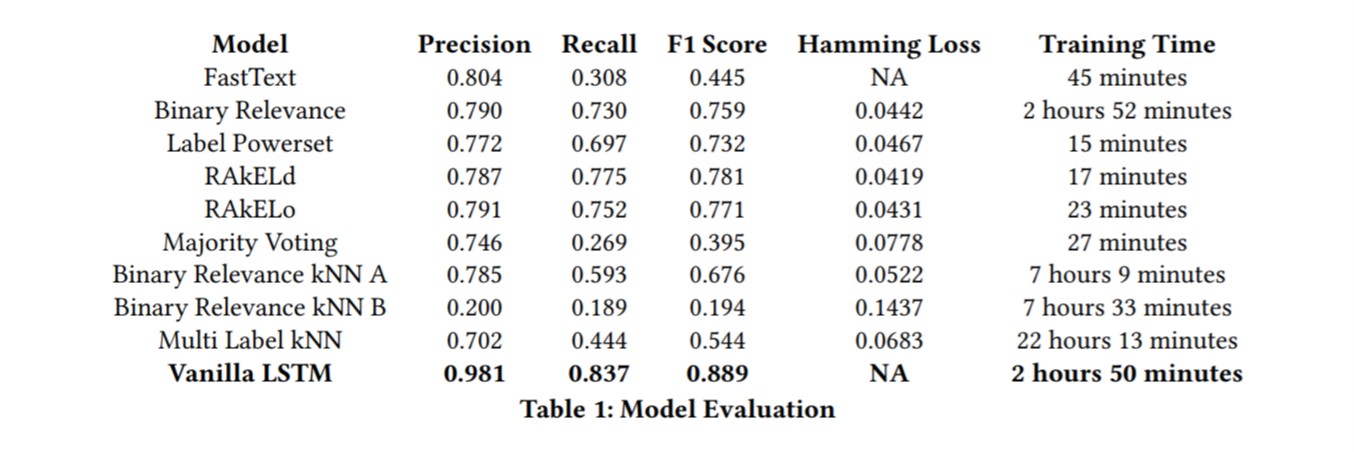 Model Precision Recall F1 Score Hamming Loss Training Time
FastText 0.804 0.308 0.445 NA 45 minutes
Binary Relevance 0.790 0.730 0.759 0.0442 2 hours 52 minutes
Label Powerset 0.772 0.697 0.732 0.0467 15 minutes
RAkELd 0.787 0.775 0.781 0.0419 17 minutes
RAkELo 0.791 0.752 0.771 0.0431 23 minutes
Majority Voting 0.746 0.269 0.395 0.0778 27 minutes
Binary Relevance kNN A 0.785 0.593 0.676 0.0522 7 hours 9 minutes
Binary Relevance kNN B 0.200 0.189 0.194 0.1437 7 hours 33 minutes
Multi Label kNN 0.702 0.444 0.544 0.0683 22 hours 13 minutes
Vanilla LSTM 0.981 0.837 0.889 NA 2 hours 50 minutes
Table 1: Model Evaluation